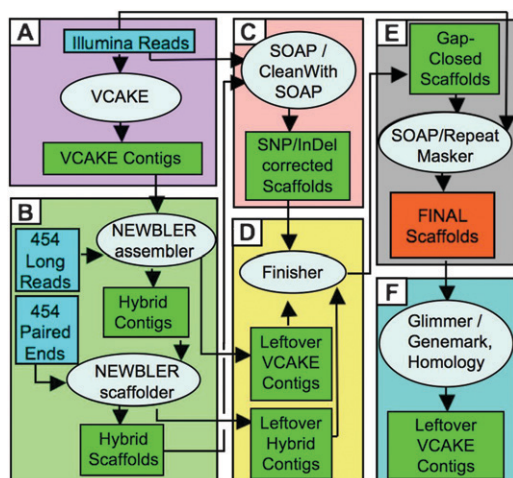 A
Illumina Reads
VCAKE
VCAKE Contigs
B
454
Long
Reads
NEWBLER
assembler
Hybrid
Contigs
454
Paired
Ends
NEWBLER
scaffolder
Hybrid
Scaffolds
C
SOAP /
CleanWith
SOAP
SNP/InDel
corrected
Scaffolds
D
Finisher
Leftover
VCAKE
Contigs
Leftover
Hybrid
Contigs
E
Gap-
Closed
Scaffolds
SOAP/Repeat
Masker
FINAL
Scaffolds
F
Glimmer /
Genemark,
Homology
Leftover
VCAKE
Contigs